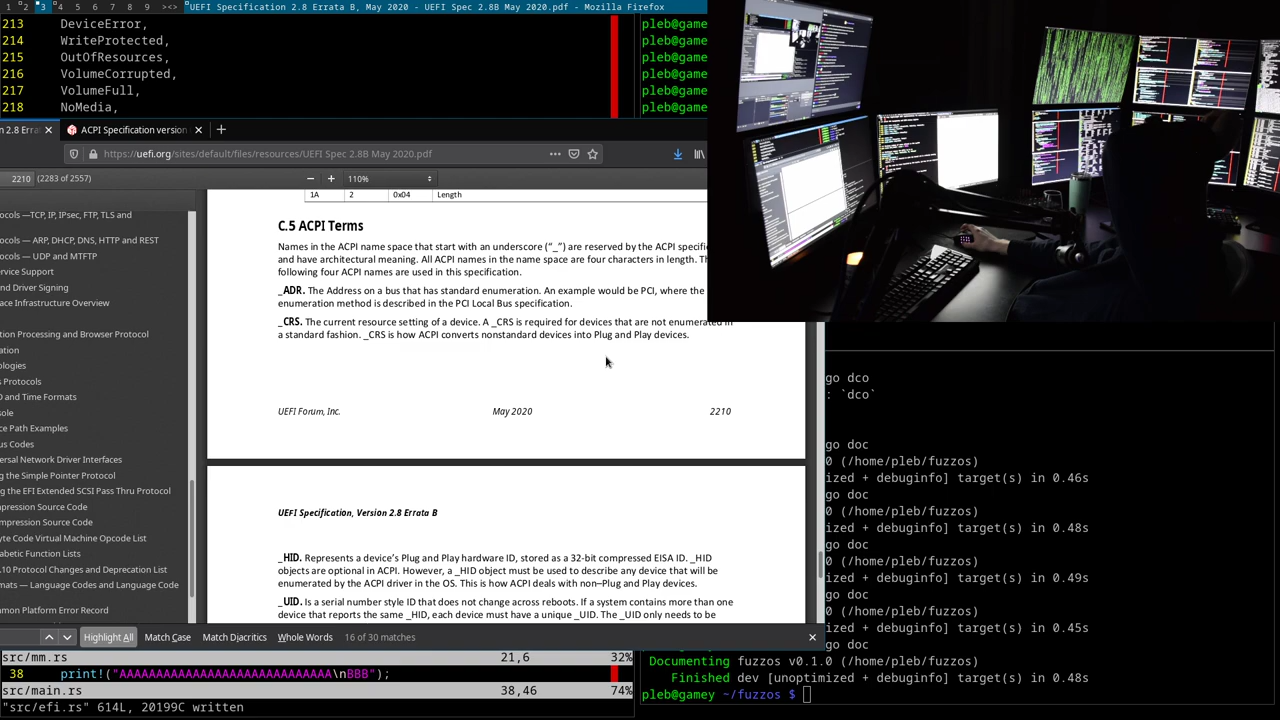 1 2 3 4 5 6 7 8 9 ><> UEFI Specification 2.8 Errata B, May 2020 - UEFI Spec 2.8B May 2020.pdf - Mozilla Firefox
213 DeviceError,
214 WriteProtected,
215 OutOfResources,
216 VolumeCorrupted,
217 VolumeFull,
218 NoMedia,
pleb@game
pleb@game
pleb@game
pleb@game
pleb@game
pleb@game
2.8 Erra
ACPI Specification version
https://uefi.org/sites/default/files/resources/UEFI Spec 2.8B May 2020.pdf
2210 (2283 of 2557)
110%
ocols —TCP, IP, IPsec, FTP, TLS and
ocols — ARP, DHCP, DNS, HTTP and REST
ocols — UDP and MTFTP
ervice Support
nd Driver Signing
face Infrastructure Overview
tion Processing and Browser Protocol
ation
ologies
s Protocols
D and Time Formats
sole
ce Path Examples
us Codes
ersal Network Driver Interfaces
g the Simple Pointer Protocol
g the EFI Extended SCSI Pass Thru Protocol
mpression Source Code
mpression Source Code
yte Code Virtual Machine Opcode List
abetic Function Lists
.10 Protocol Changes and Deprecation List
mats — Language Codes and Language Code
mmon Platform Error Record
1A 2 0x04 Length
C.5 ACPI Terms
Names in the ACPI name space that start with an underscore (“_”) are reserved by the ACPI specifi
and have architectural meaning. All ACPI names in the name space are four characters in length. Th
following four ACPI names are used in this specification.
_ADR. The Address on a bus that has standard enumeration. An example would be PCI, where the
enumeration method is described in the PCI Local Bus specification.
_CRS. The current resource setting of a device. A _CRS is required for devices that are not enumerated in
a standard fashion. _CRS is how ACPI converts nonstandard devices into Plug and Play devices.
UEFI Forum, Inc. May 2020 2210
UEFI Specification, Version 2.8 Errata B
_HID. Represents a device’s Plug and Play hardware ID, stored as a 32-bit compressed EISA ID. _HID
objects are optional in ACPI. However, a _HID object must be used to describe any device that will be
enumerated by the ACPI driver in the OS. This is how ACPI deals with non–Plug and Play devices.
_UID. Is a serial number style ID that does not change across reboots. If a system contains more than one
device that reports the same _HID, each device must have a unique _UID. The _UID only needs to be
Highlight All Match Case Match Diacritics Whole Words 16 of 30 matches
src/mm.rs 21,6 32%
38 print!("AAAAAAAAAAAAAAAAAAAAAAAAAAAA\nBBB");
src/main.rs 38,46 74%
"src/efi.rs" 614L, 20199C written
go dco
: `dco`
go doc
0 (/home/pleb/fuzzos)
ized + debuginfo] target(s) in 0.46s
go doc
0 (/home/pleb/fuzzos)
ized + debuginfo] target(s) in 0.48s
go doc
0 (/home/pleb/fuzzos)
ized + debuginfo] target(s) in 0.49s
go doc
0 (/home/pleb/fuzzos)
ized + debuginfo] target(s) in 0.45s
go doc
Documenting fuzzos v0.1.0 (/home/pleb/fuzzos)
Finished dev [unoptimized + debuginfo] target(s) in 0.48s
pleb@gamey ~/fuzzos $